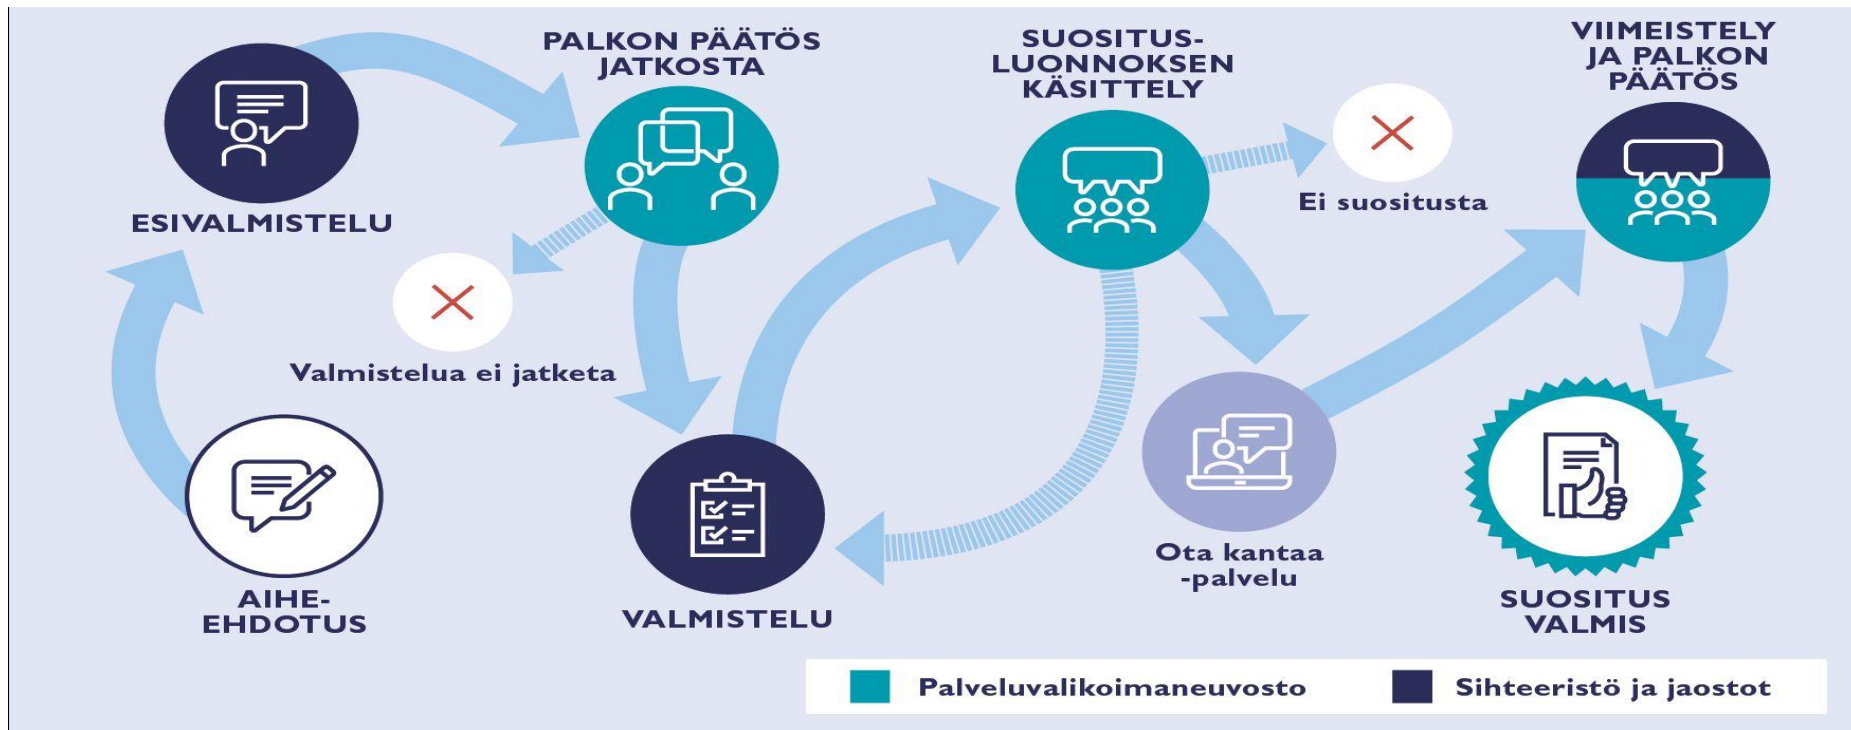 ESIVALMISTELU
PALKON PÄÄTÖS
JATKOSTA
Valmistelua ei jatketa
AIHE-
EHDOTUS
VALMISTELU
SUOSITUS-
LUONNOKSEN
KÄSITTELY
Ei suositusta
Ota kantaa
-palvelu
VIIMEISTELY
JA PALKON
PÄÄTÖS
SUOSITUS
VALMIS
Palveluvalikoimaneuvosto
Sihteeristö ja jaostot